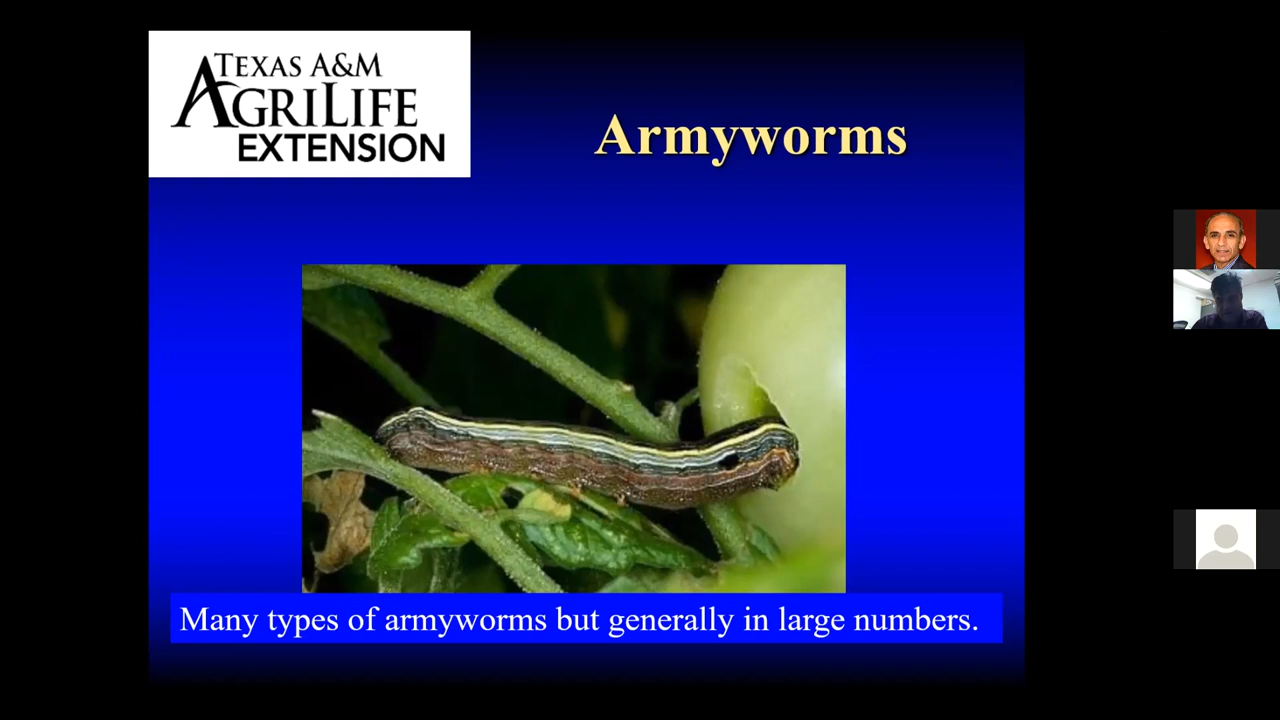 TEXAS A&M
AGRILIFE
EXTENSION
Armyworms
Many types of armyworms but generally in large numbers.